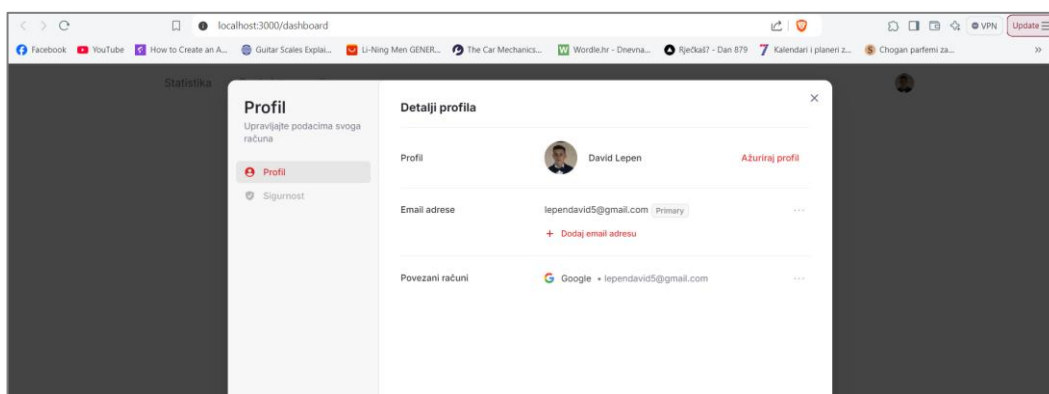 localhost:3000/dashboard
VPN
Update
Facebook
YouTube
How to Create an A...
Guitar Scales Explai...
Li-Ning Men GENER...
The Car Mechanics...
Wordle.hr - Dnevna...
Rječkaš? - Dan 879
Kalendari i planeri z...
Chogan parfemi za...
»
Statistika
Profil
Upravljajte podacima svoga
računa
Profil
Sigurnost
Detalji profila
Profil
David Lepen
Ažuriraj profil
Email adrese
lependavid5@gmail.com Primary
+ Dodaj email adresu
Povezani računi
Google • lependavid5@gmail.com